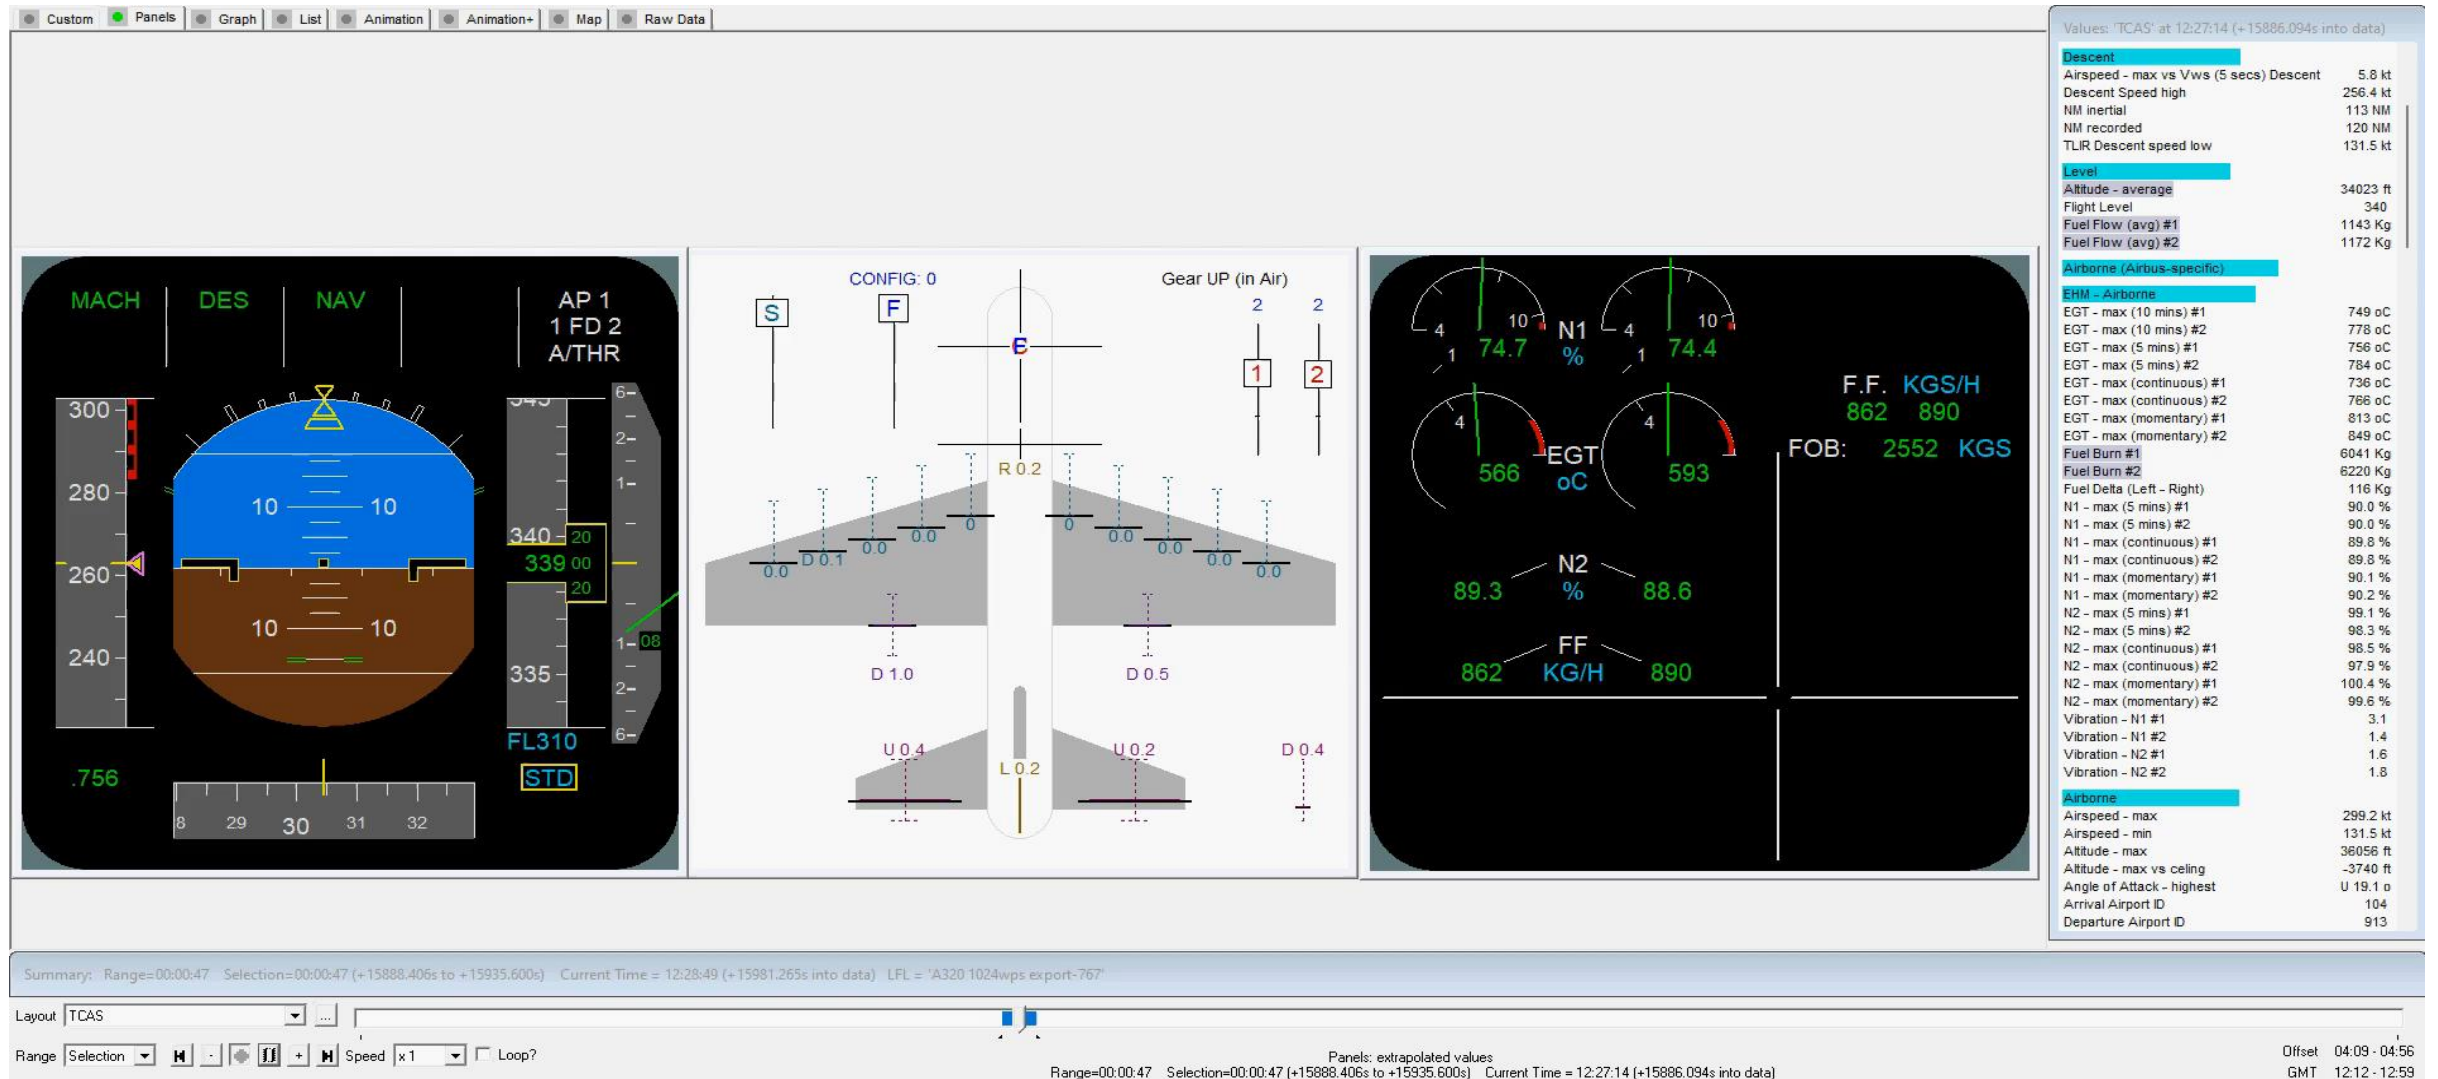 Custom Panels Graph List Animation Animation+ Map Raw Data
MACH DES NAV AP 1
1 FD 2
A/THR
300
280
260
240
.756
10 10
10 10
345
340 20
339 00
20
335
FL310
STD
6
2
1
1 08
2
6
8 29 30 31 32
CONFIG: 0 Gear UP (in Air)
S F 2 2
1 2
E
R 0.2
0.0 D 0.1 0.0 0.0 0 0 0.0 0.0 0.0 0.0
D 1.0 D 0.5
U 0.4 U 0.2 D 0.4
L 0.2
4 10 N1 4 10
1 74.7 % 1 74.4
F.F. KGS/H
862 890
FOB: 2552 KGS
4 EGT 4
566 oC 593
N2
89.3 % 88.6
FF
862 KG/H 890
Values: 'TCAS' at 12:27:14 (+15886.094s into data)
Descent
Airspeed - max vs Vws (5 secs) Descent 5.8 kt
Descent Speed high 256.4 kt
NM inertial 113 NM
NM recorded 120 NM
TLIR Descent speed low 131.5 kt
Level
Altitude - average 34023 ft
Flight Level 340
Fuel Flow (avg) #1 1143 Kg
Fuel Flow (avg) #2 1172 Kg
Airborne (Airbus-specific)
EHM - Airborne
EGT - max (10 mins) #1 749 oC
EGT - max (10 mins) #2 778 oC
EGT - max (5 mins) #1 756 oC
EGT - max (5 mins) #2 784 oC
EGT - max (continuous) #1 736 oC
EGT - max (continuous) #2 766 oC
EGT - max (momentary) #1 813 oC
EGT - max (momentary) #2 849 oC
Fuel Burn #1 6041 Kg
Fuel Burn #2 6220 Kg
Fuel Delta (Left - Right) 116 Kg
N1 - max (5 mins) #1 90.0 %
N1 - max (5 mins) #2 90.0 %
N1 - max (continuous) #1 89.8 %
N1 - max (continuous) #2 89.8 %
N1 - max (momentary) #1 90.1 %
N1 - max (momentary) #2 90.2 %
N2 - max (5 mins) #1 99.1 %
N2 - max (5 mins) #2 98.3 %
N2 - max (continuous) #1 98.5 %
N2 - max (continuous) #2 97.9 %
N2 - max (momentary) #1 100.4 %
N2 - max (momentary) #2 99.6 %
Vibration - N1 #1 3.1
Vibration - N1 #2 1.4
Vibration - N2 #1 1.6
Vibration - N2 #2 1.8
Airborne
Airspeed - max 299.2 kt
Airspeed - min 131.5 kt
Altitude - max 36056 ft
Altitude - max vs celing -3740 ft
Angle of Attack - highest U 19.1 o
Arrival Airport ID 104
Departure Airport ID 913
Summary: Range=00:00:47 Selection=00:00:47 (+15888.406s to +15935.600s) Current Time = 12:28:49 (+15981.265s into data) LFL = 'A320 1024wps export-767'
Layout TCAS ...
Range Selection - + Speed x 1 Loop?
Panels: extrapolated values
Range=00:00:47 Selection=00:00:47 (+15888.406s to +15935.600s) Current Time = 12:27:14 (+15886.094s into data)
Offset 04:09 - 04:56
GMT 12:12 - 12:59